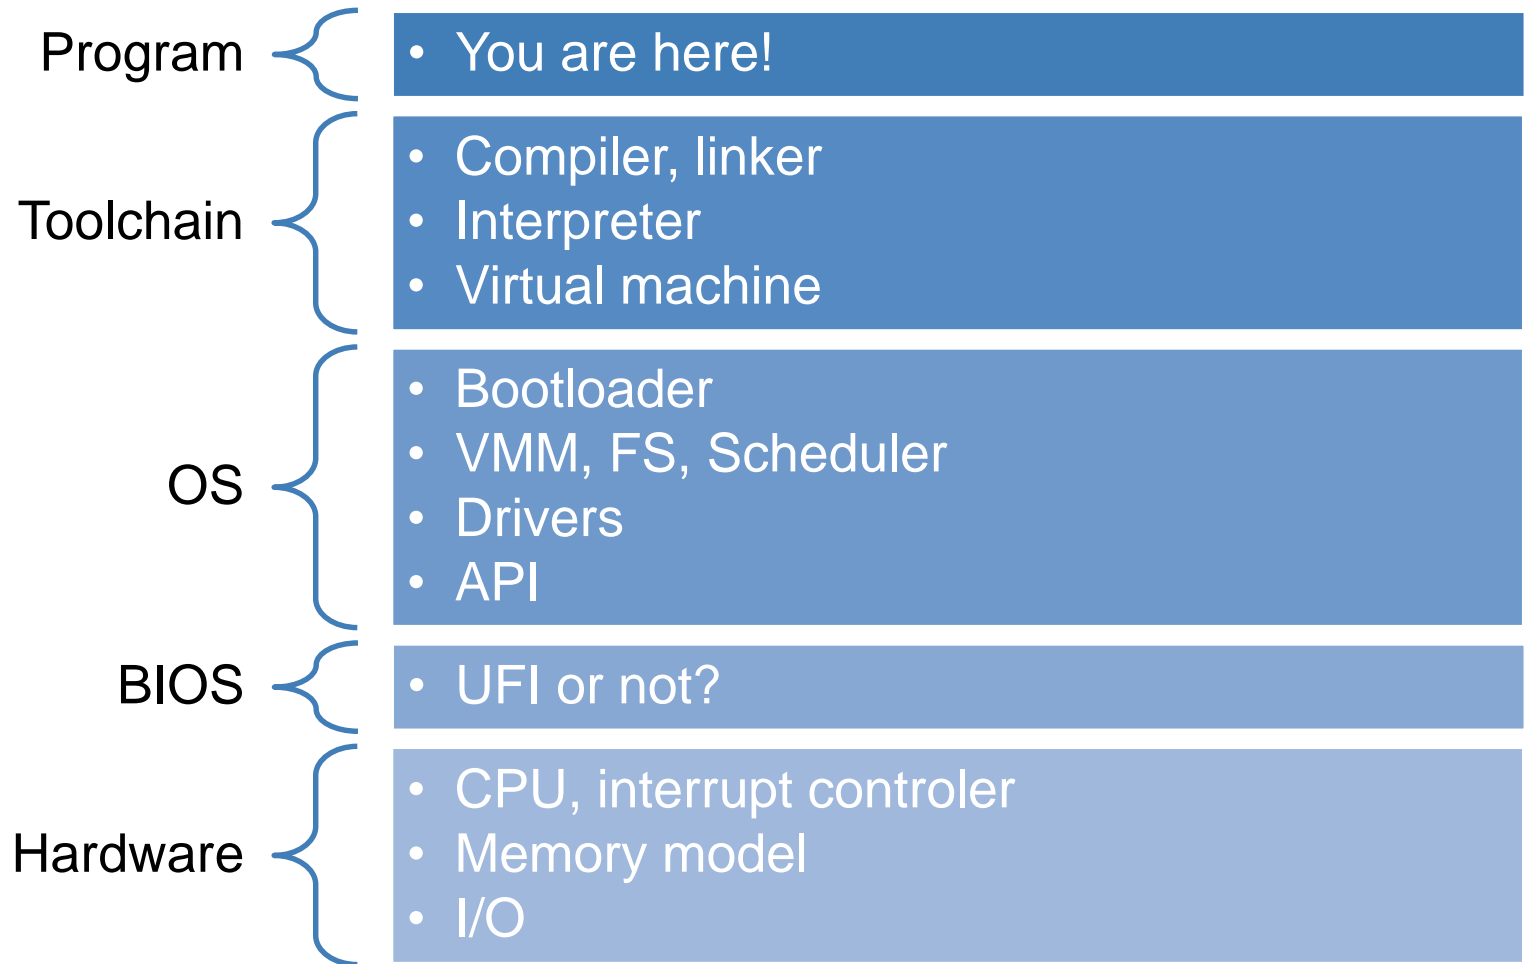 Program
• You are here!
Toolchain
• Compiler, linker
• Interpreter
• Virtual machine
OS
• Bootloader
• VMM, FS, Scheduler
• Drivers
• API
BIOS
• UFI or not?
Hardware
• CPU, interrupt controler
• Memory model
• I/O